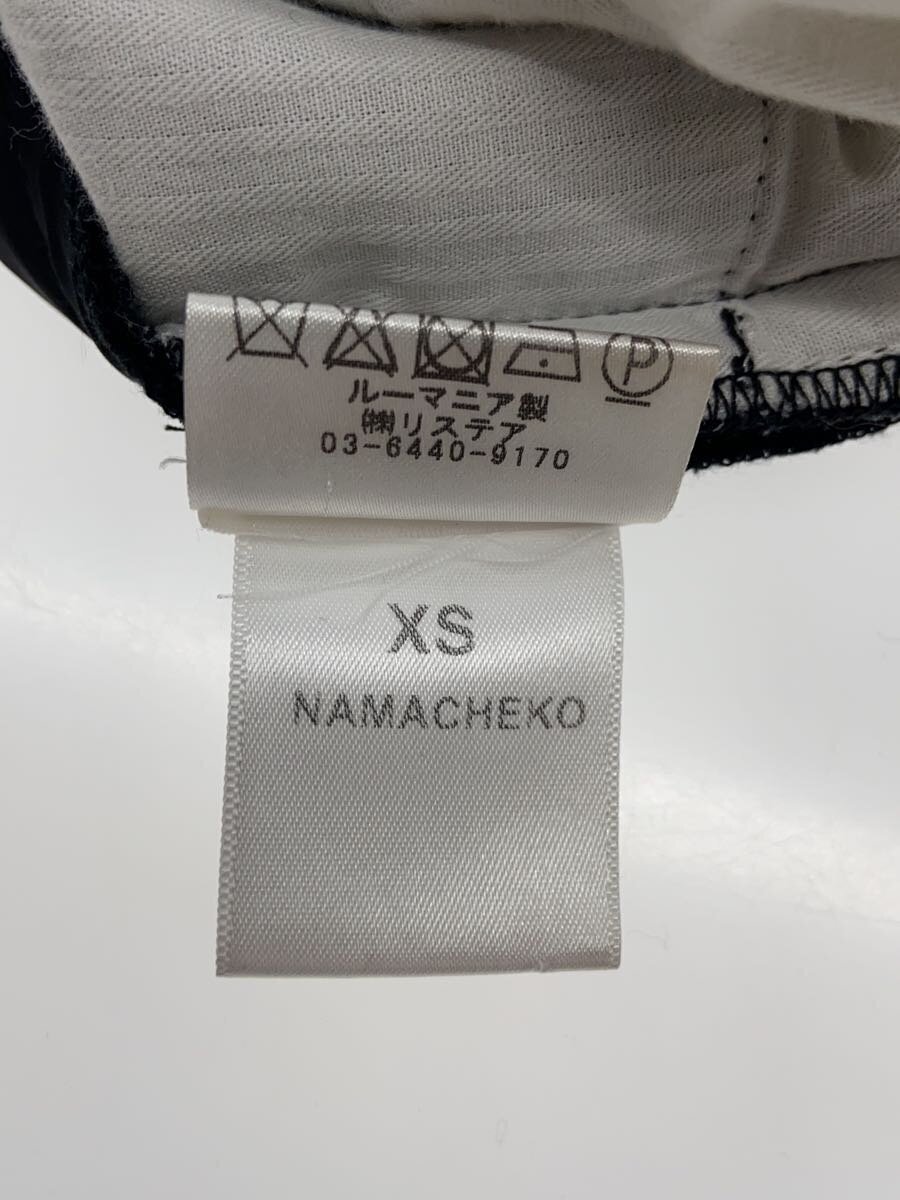 P
ルーマニア製
㈱リステア
03-6440-9170
XS
NAMACHEKO